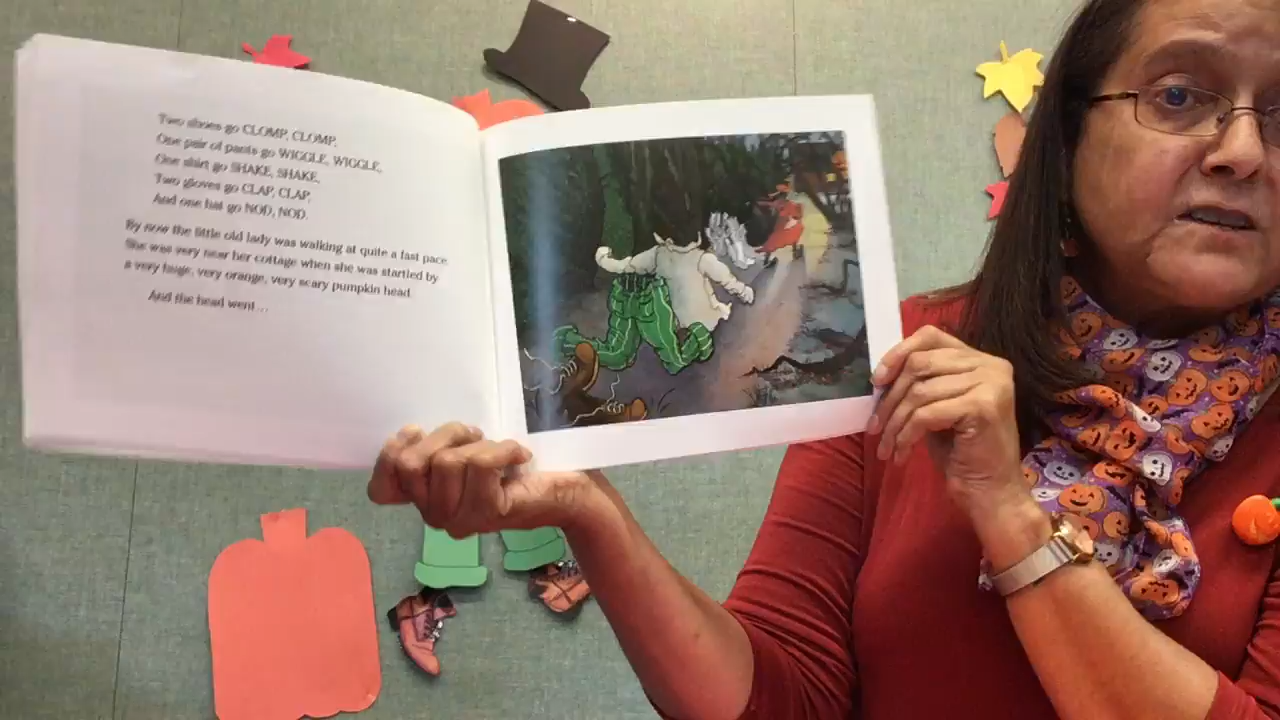 Two shoes go CLOMP, CLOMP,
One pair of pants go WIGGLE, WIGGLE,
One shirt go SHAKE, SHAKE,
Two gloves go CLAP, CLAP,
And one hat go NOD, NOD.
By now the little old lady was walking at quite a fast pace.
She was very near her cottage when she was startled by
a very huge, very orange, very scary pumpkin head.
And the head went...